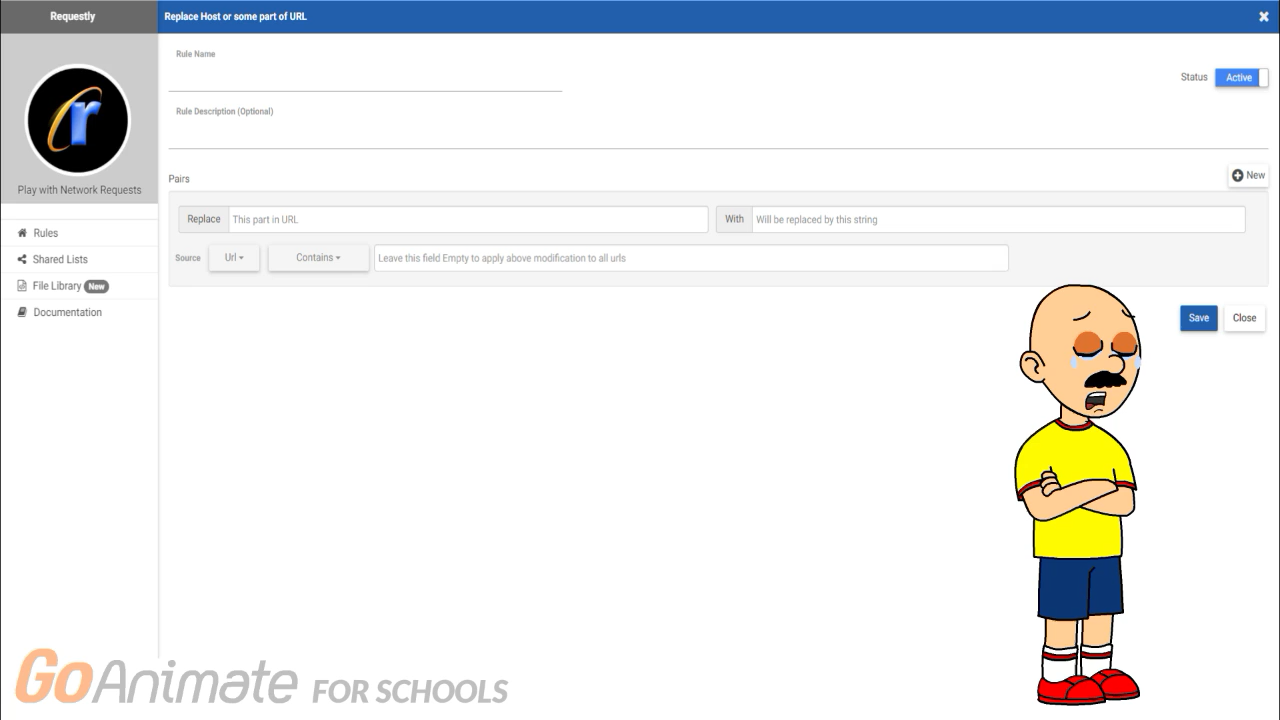 Requestly
Replace Host or some part of URL
Rule Name
Status Active
Rule Description (Optional)
Play with Network Requests
Pairs
New
Replace This part in URL With Will be replaced by this string
Source Url Contains Leave this field Empty to apply above modification to all urls
Rules
Shared Lists
File Library New
Documentation
Save Close
GoAnimate FOR SCHOOLS